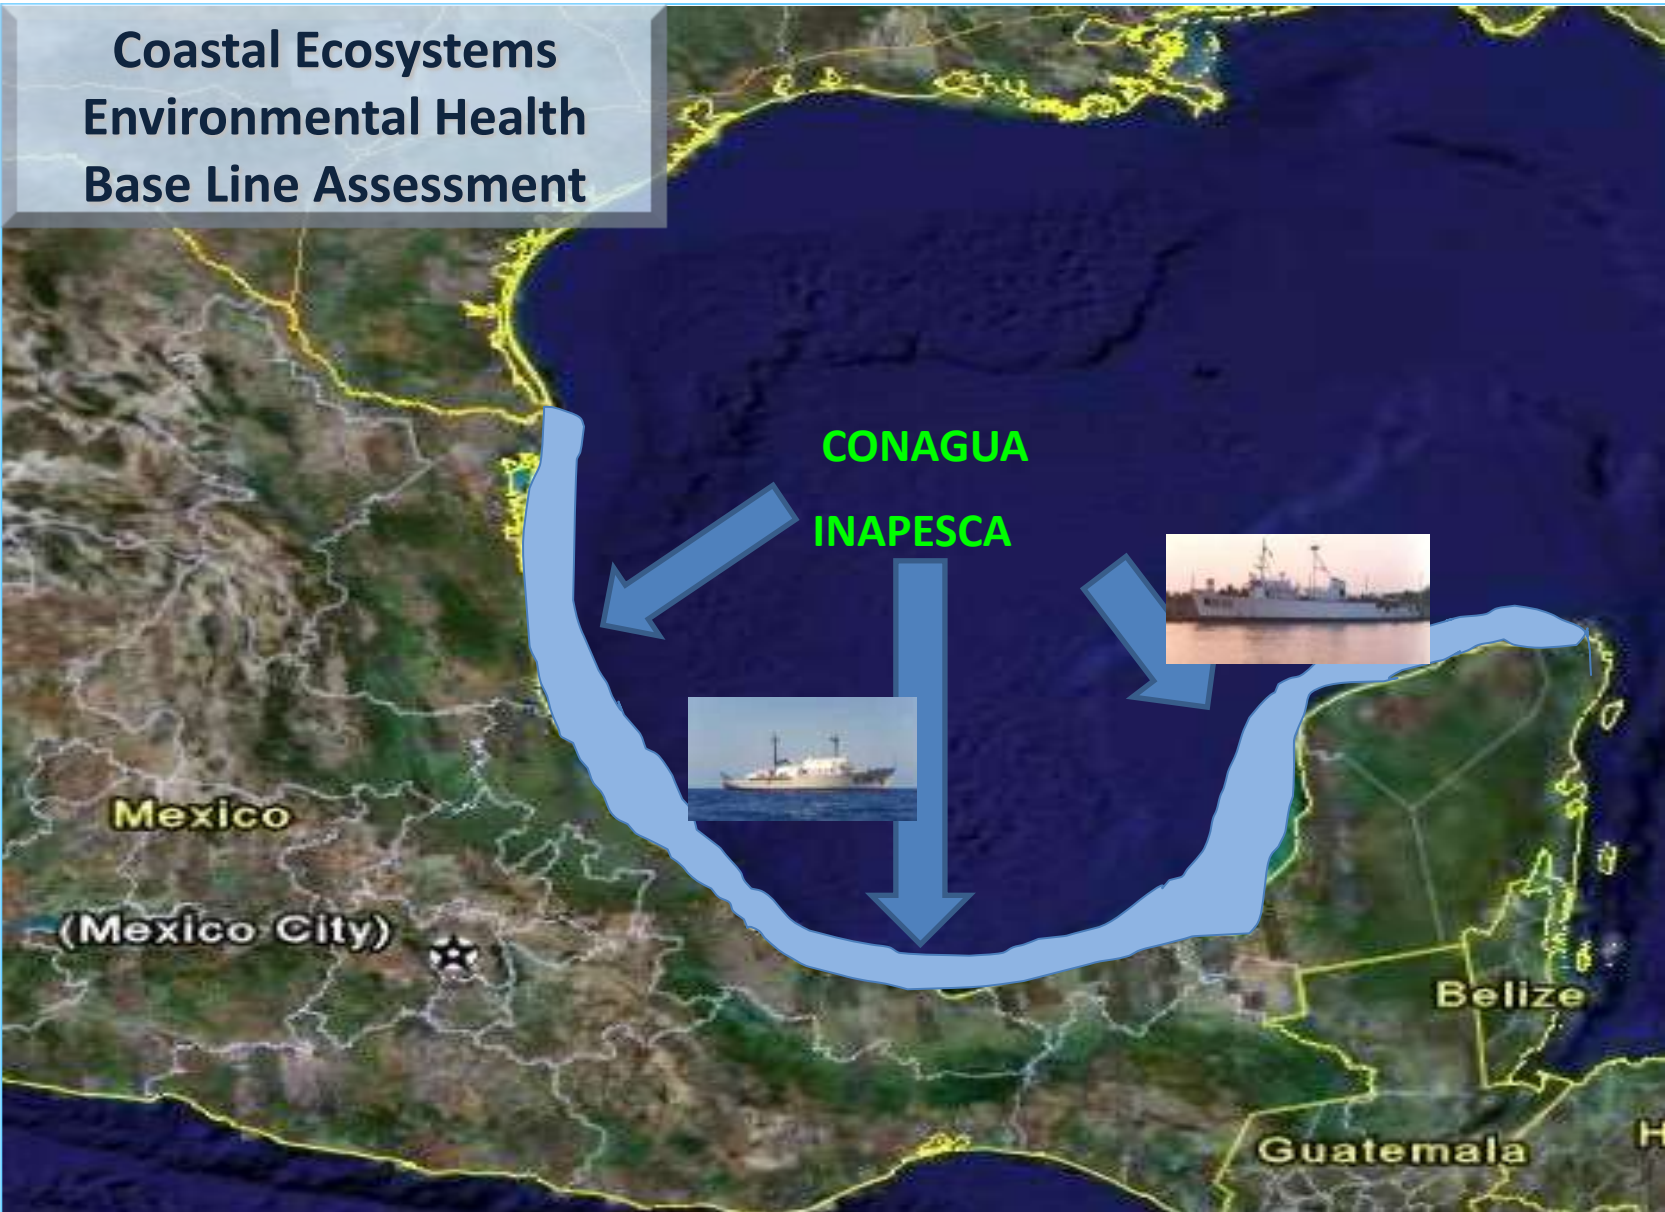 Coastal Ecosystems
Environmental Health
Base Line Assessment
CONAGUA
INAPESCA
Mexico
(Mexico City)
Belize
Guatemala
H